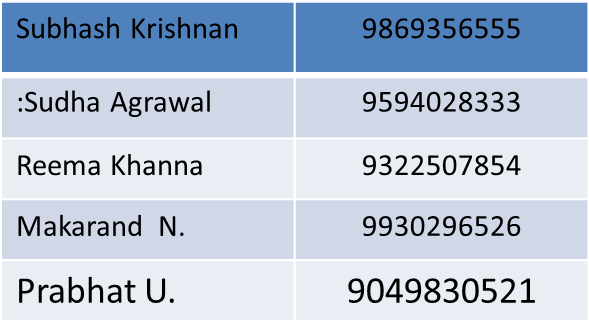 Subhash Krishnan 9869356555
:Sudha Agrawal 9594028333
Reema Khanna 9322507854
Makarand  N. 9930296526
Prabhat U. 9049830521